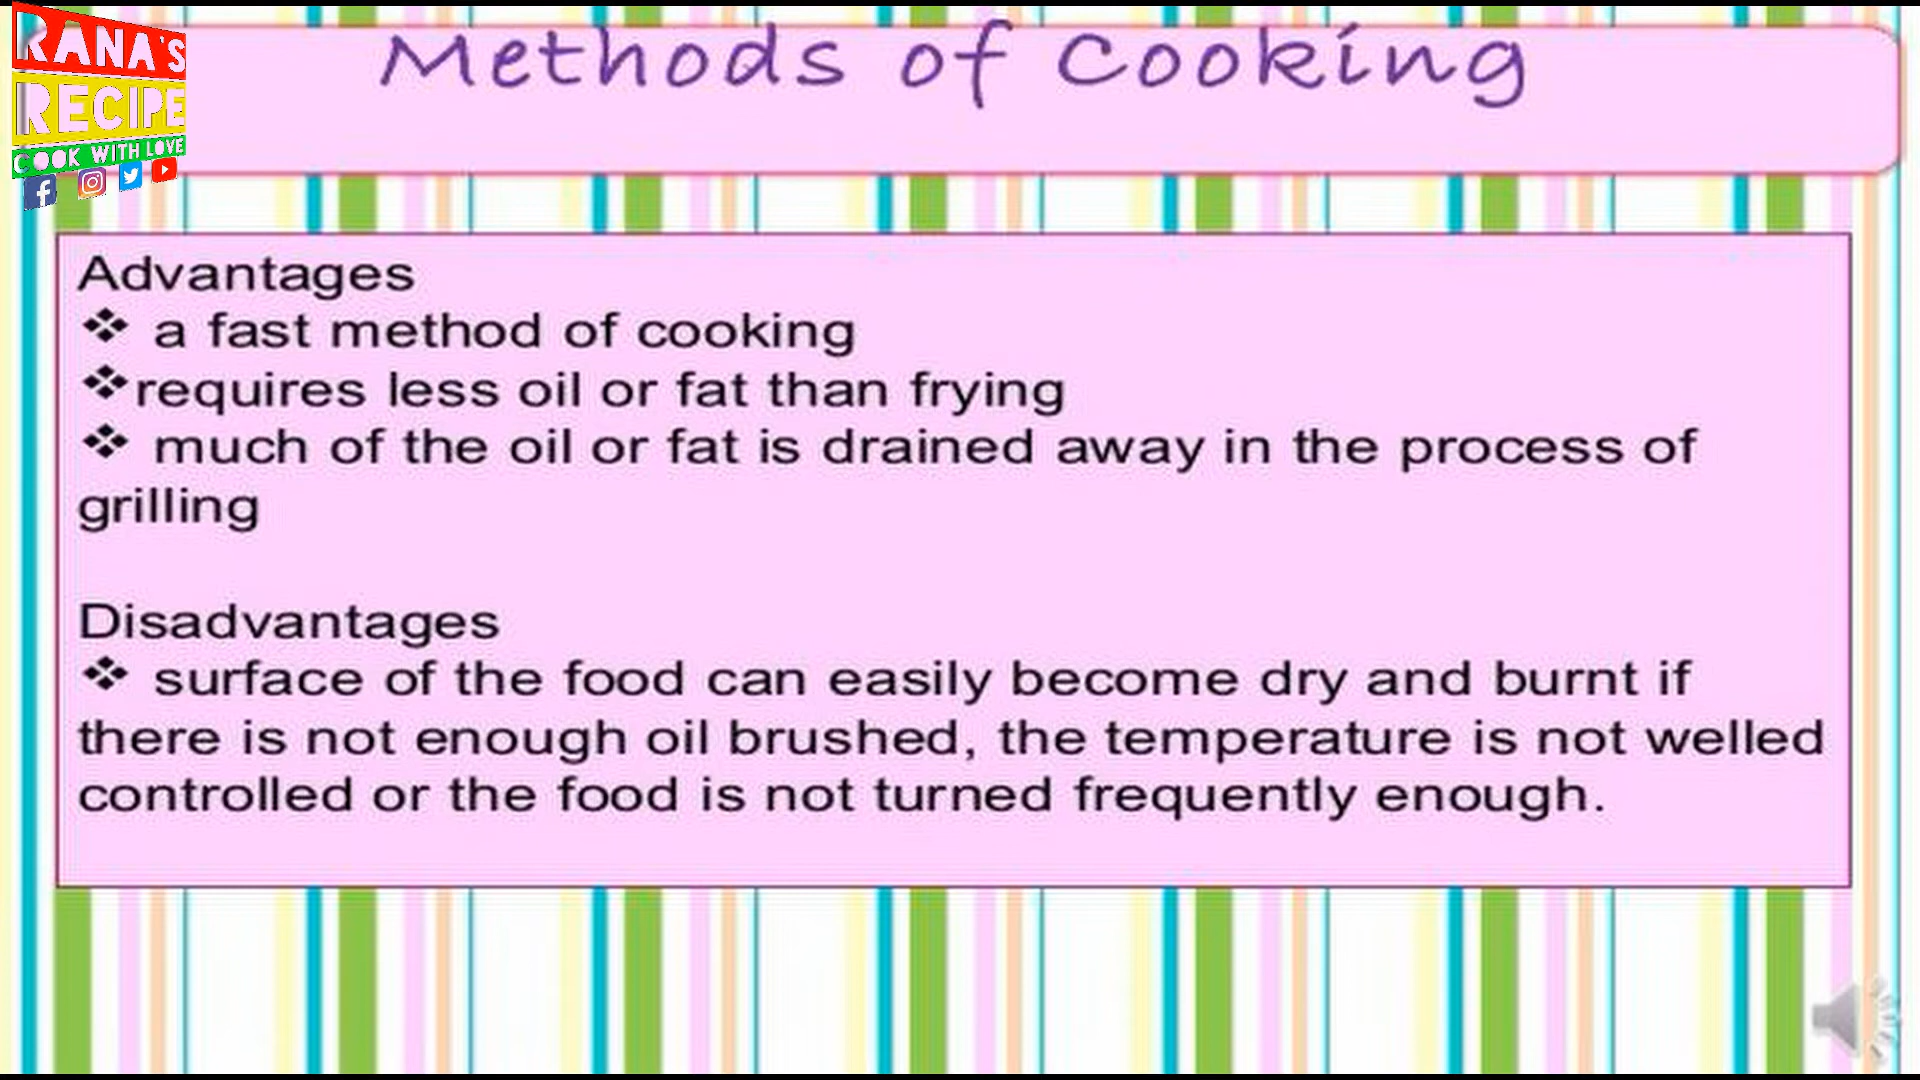 RANA'S
RECIPE
COOK WITH LOVE
Methods of Cooking
Advantages
❖ a fast method of cooking
❖requires less oil or fat than frying
❖ much of the oil or fat is drained away in the process of
grilling
Disadvantages
❖ surface of the food can easily become dry and burnt if
there is not enough oil brushed, the temperature is not welled
controlled or the food is not turned frequently enough.